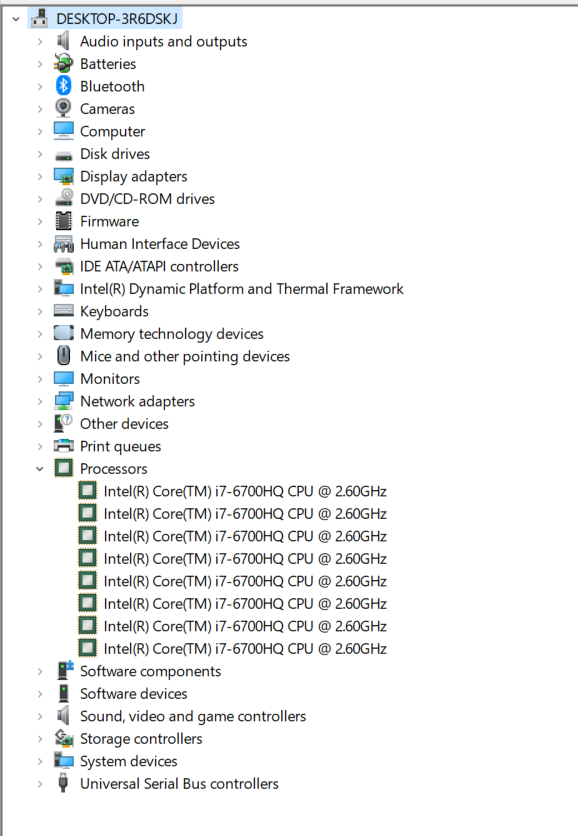 DESKTOP-3R6DSKJ
Audio inputs and outputs
Batteries
Bluetooth
Cameras
Computer
Disk drives
Display adapters
DVD/CD-ROM drives
Firmware
Human Interface Devices
IDE ATA/ATAPI controllers
Intel(R) Dynamic Platform and Thermal Framework
Keyboards
Memory technology devices
Mice and other pointing devices
Monitors
Network adapters
Other devices
Print queues
Processors
Intel(R) Core(TM) i7-6700HQ CPU @ 2.60GHz
Intel(R) Core(TM) i7-6700HQ CPU @ 2.60GHz
Intel(R) Core(TM) i7-6700HQ CPU @ 2.60GHz
Intel(R) Core(TM) i7-6700HQ CPU @ 2.60GHz
Intel(R) Core(TM) i7-6700HQ CPU @ 2.60GHz
Intel(R) Core(TM) i7-6700HQ CPU @ 2.60GHz
Intel(R) Core(TM) i7-6700HQ CPU @ 2.60GHz
Intel(R) Core(TM) i7-6700HQ CPU @ 2.60GHz
Software components
Software devices
Sound, video and game controllers
Storage controllers
System devices
Universal Serial Bus controllers